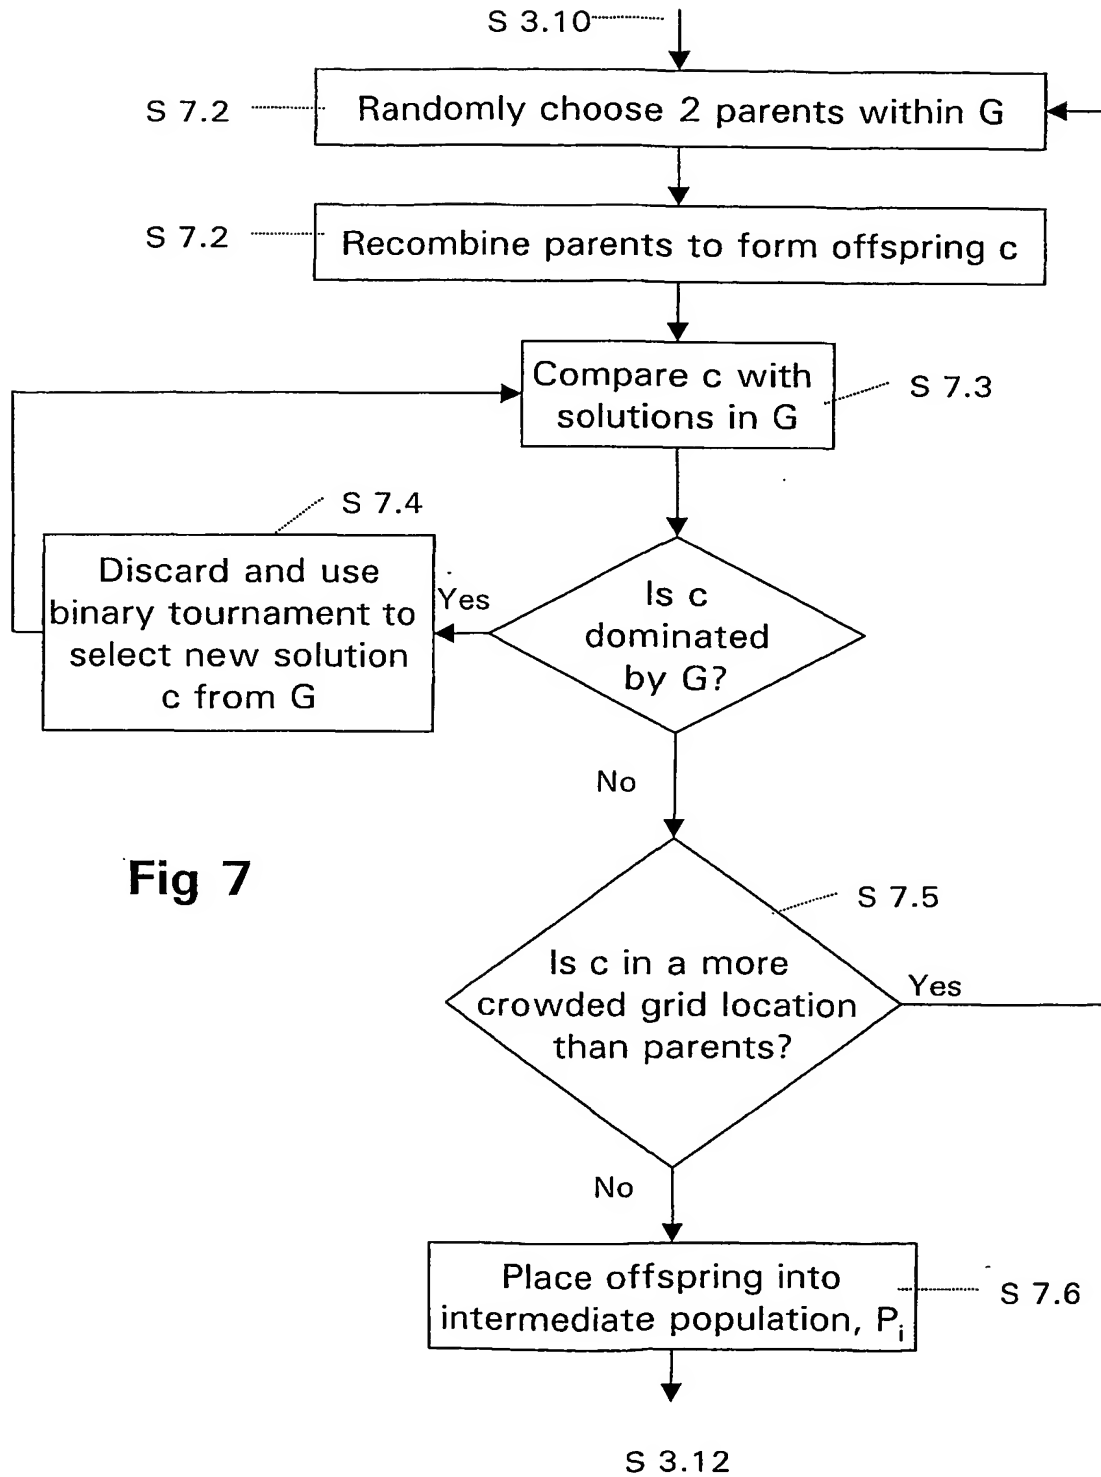 S 3.10
S 7.2
Randomly choose 2 parents within G
S 7.2
Recombine parents to form offspring c
Compare c with
solutions in G
S 7.3
S 7.4
Discard and use
binary tournament to
select new solution
c from G
Yes
Is c
dominated
by G?
No
Fig 7
S 7.5
Is c in a more
crowded grid location
than parents?
Yes
No
Place offspring into
intermediate population, Pi
S 7.6
S 3.12